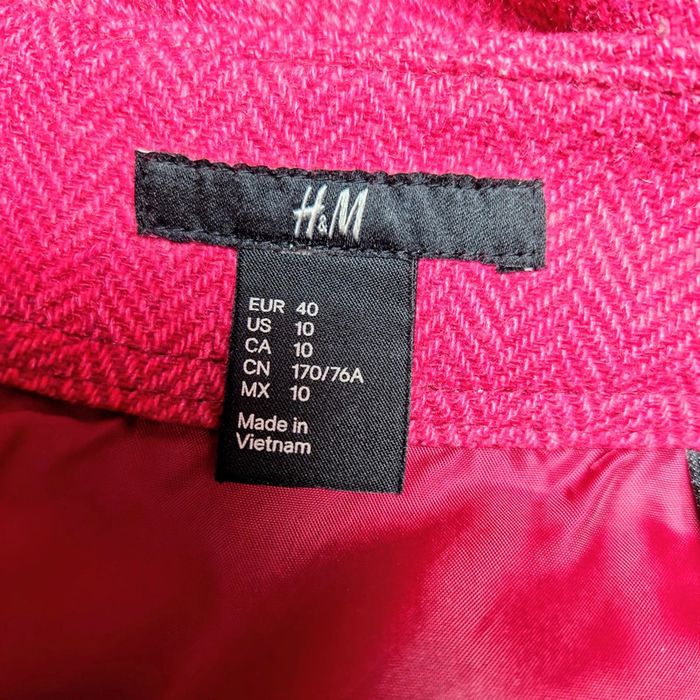 H&M
EUR 40
US 10
CA 10
CN 170/76A
MX 10
Made in
Vietnam